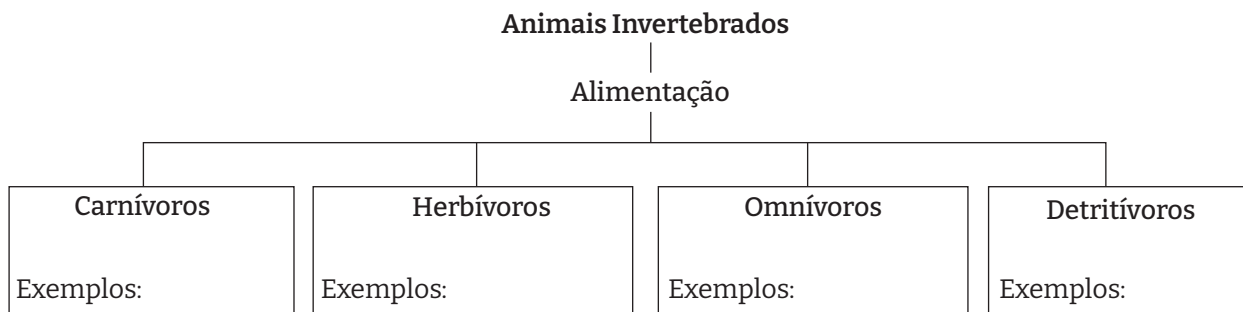 Animais Invertebrados
Alimentação
Carnívoros
Exemplos:
Herbívoros
Exemplos:
Omnívoros
Exemplos:
Detritívoros
Exemplos: